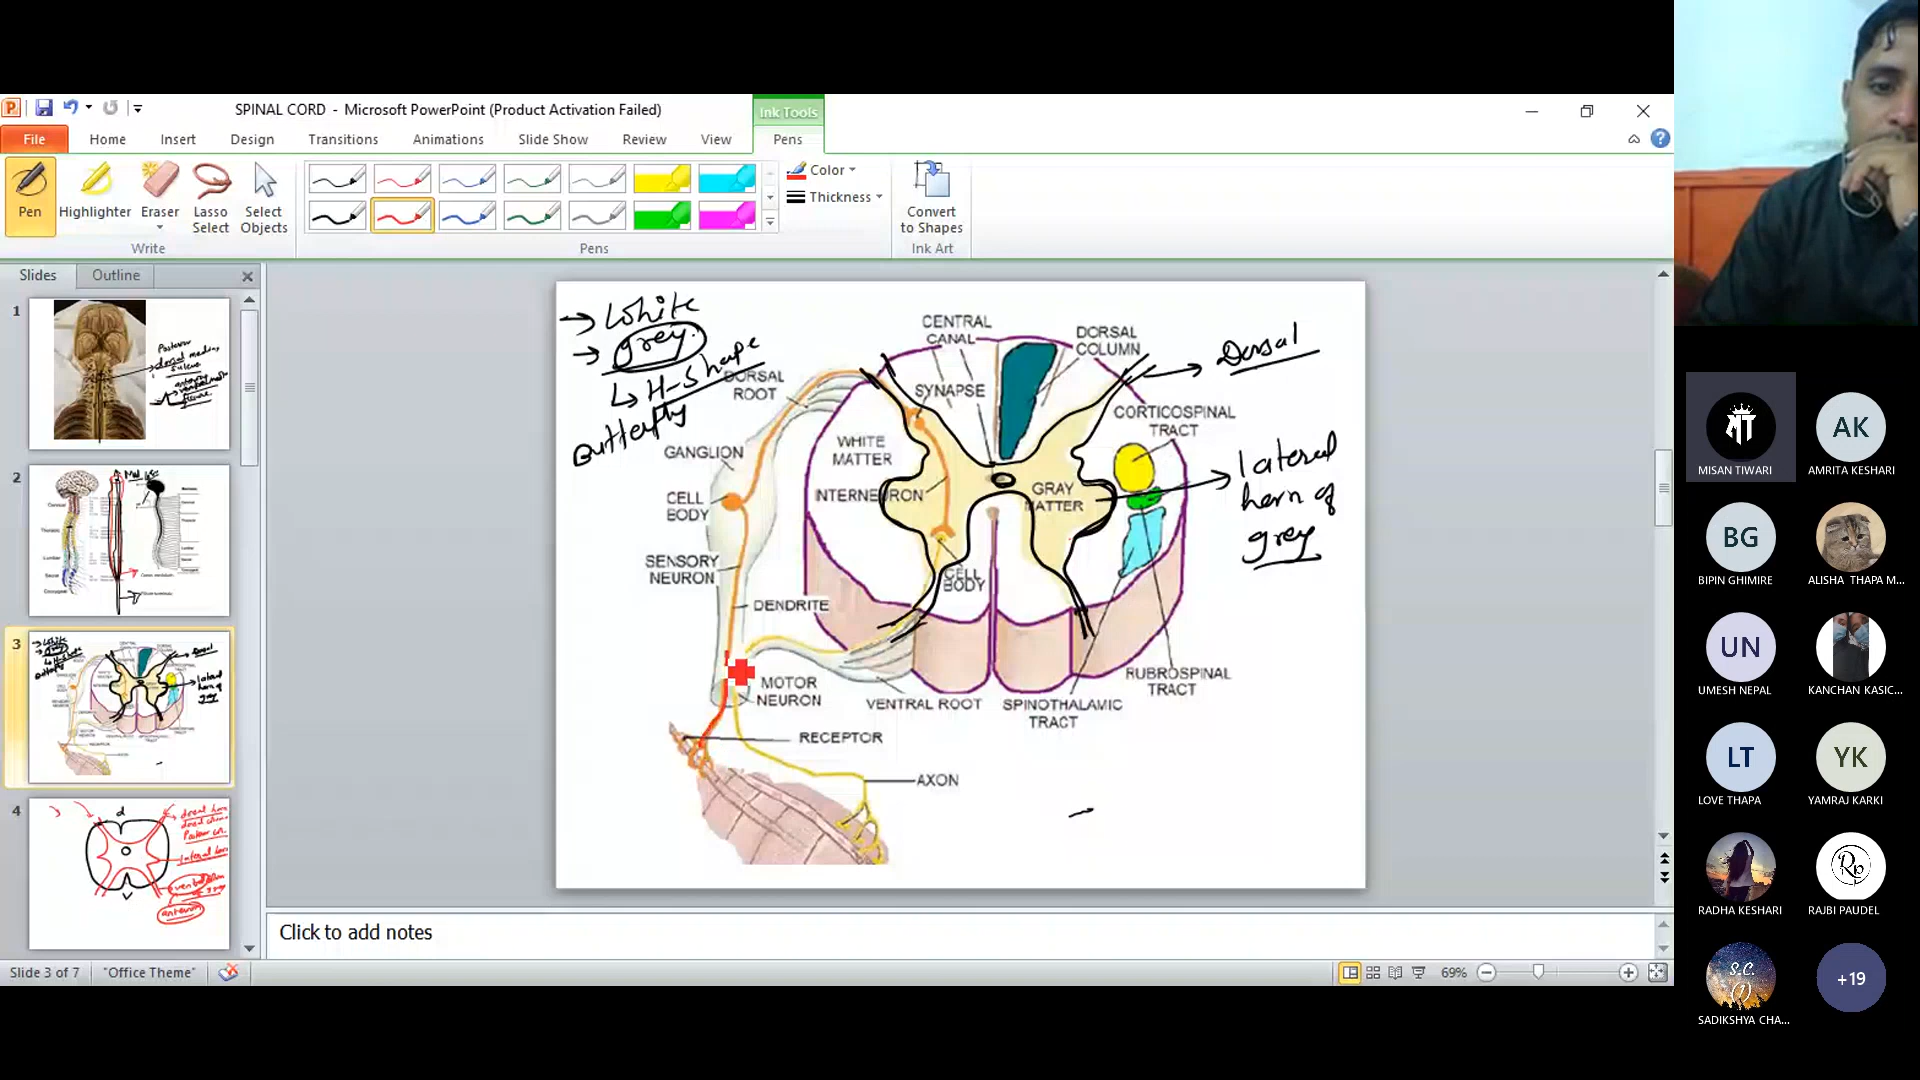 SPINAL CORD - Microsoft PowerPoint (Product Activation Failed)
Ink Tools
File
Home
Insert
Design
Transitions
Animations
Slide Show
Review
View
Pens
Pen
Highlighter
Eraser
Lasso
Select
Select
Objects
Write
Pens
Color
Thickness
Convert
to Shapes
Ink Art
Slides
Outline
1
2
3
4
→ White
→ grey.
↳ H-Shape
Butterfly
CENTRAL
CANAL
DORSAL
COLUMN
Dorsal
DORSAL
ROOT
SYNAPSE
CORTICOSPINAL
TRACT
GANGLION
WHITE
MATTER
lateral
horn of
grey
CELL
BODY
INTERNEURON
GRAY
MATTER
SENSORY
NEURON
CELL
BODY
DENDRITE
MOTOR
NEURON
VENTRAL ROOT
SPINOTHALAMIC
TRACT
RUBROSPINAL
TRACT
RECEPTOR
AXON
Click to add notes
Slide 3 of 7
"Office Theme"
69%
MISAN TIWARI
AK
AMRITA KESHARI
BG
BIPIN GHIMIRE
ALISHA THAPA M...
UN
UMESH NEPAL
KANCHAN KASIC...
LT
LOVE THAPA
YK
YAMRAJ KARKI
RADHA KESHARI
RAJBI PAUDEL
S.C.
SADIKSHYA CHA...
+19